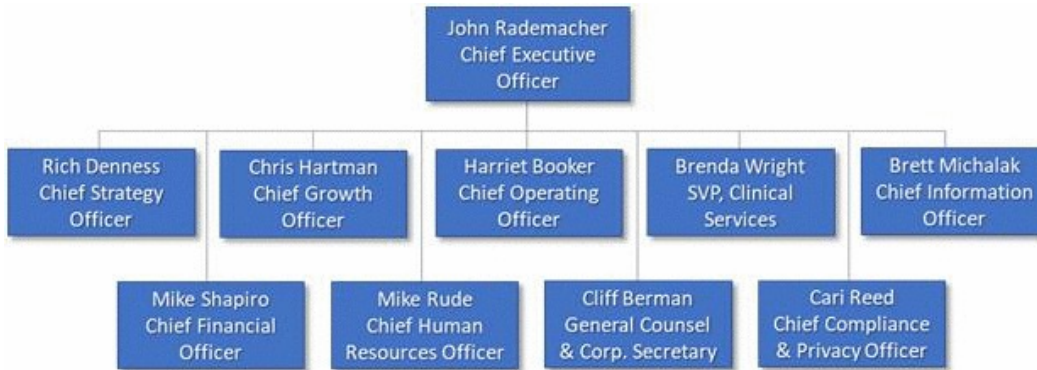 John Rademacher
Chief Executive
Officer
Rich Denness
Chief Strategy
Officer
Chris Hartman
Chief Growth
Officer
Harriet Booker
Chief Operating
Officer
Brenda Wright
SVP, Clinical
Services
Brett Michalak
Chief Information
Officer
Mike Shapiro
Chief Financial
Officer
Mike Rude
Chief Human
Resources Officer
Cliff Berman
General Counsel
& Corp. Secretary
Cari Reed
Chief Compliance
& Privacy Officer